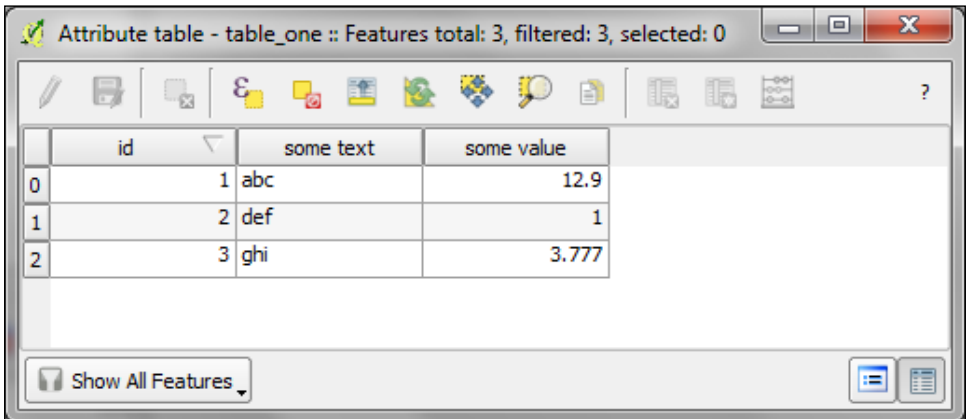 Attribute table - table_one :: Features total: 3, filtered: 3, selected: 0
ε ?
id some text some value
0 1 abc 12.9
1 2 def 1
2 3 ghi 3.777
Show All Features